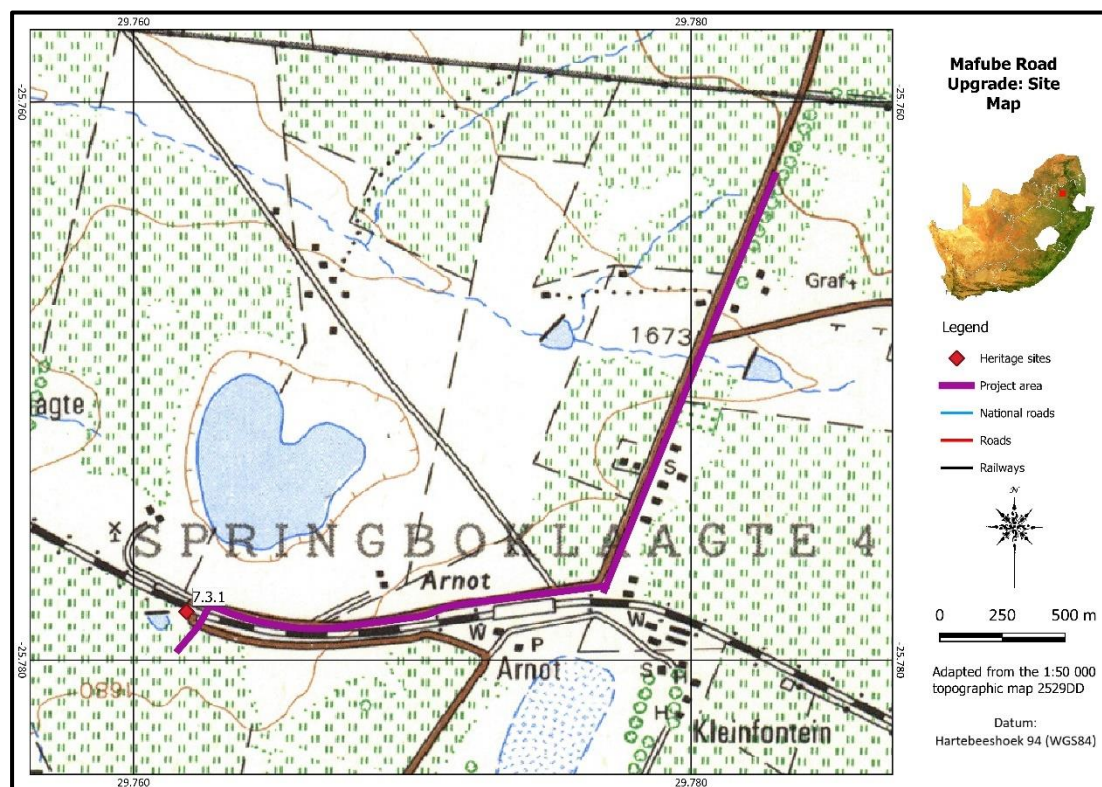 29.760
29.780
-25.760
-25.760
Graf
1673
agte
SPRINGBOKLAAGTE 4
Arnot
7.3.1
W
P
W
S
S
H
Arnot
-25.780
-25.780
1680
Kleinfontein
29.760
29.780
Mafube Road
Upgrade: Site
Map
Legend
Heritage sites
Project area
National roads
Roads
Railways
N
0 250 500 m
Adapted from the 1:50 000
topographic map 2529DD
Datum:
Hartebeeshoek 94 (WGS84)